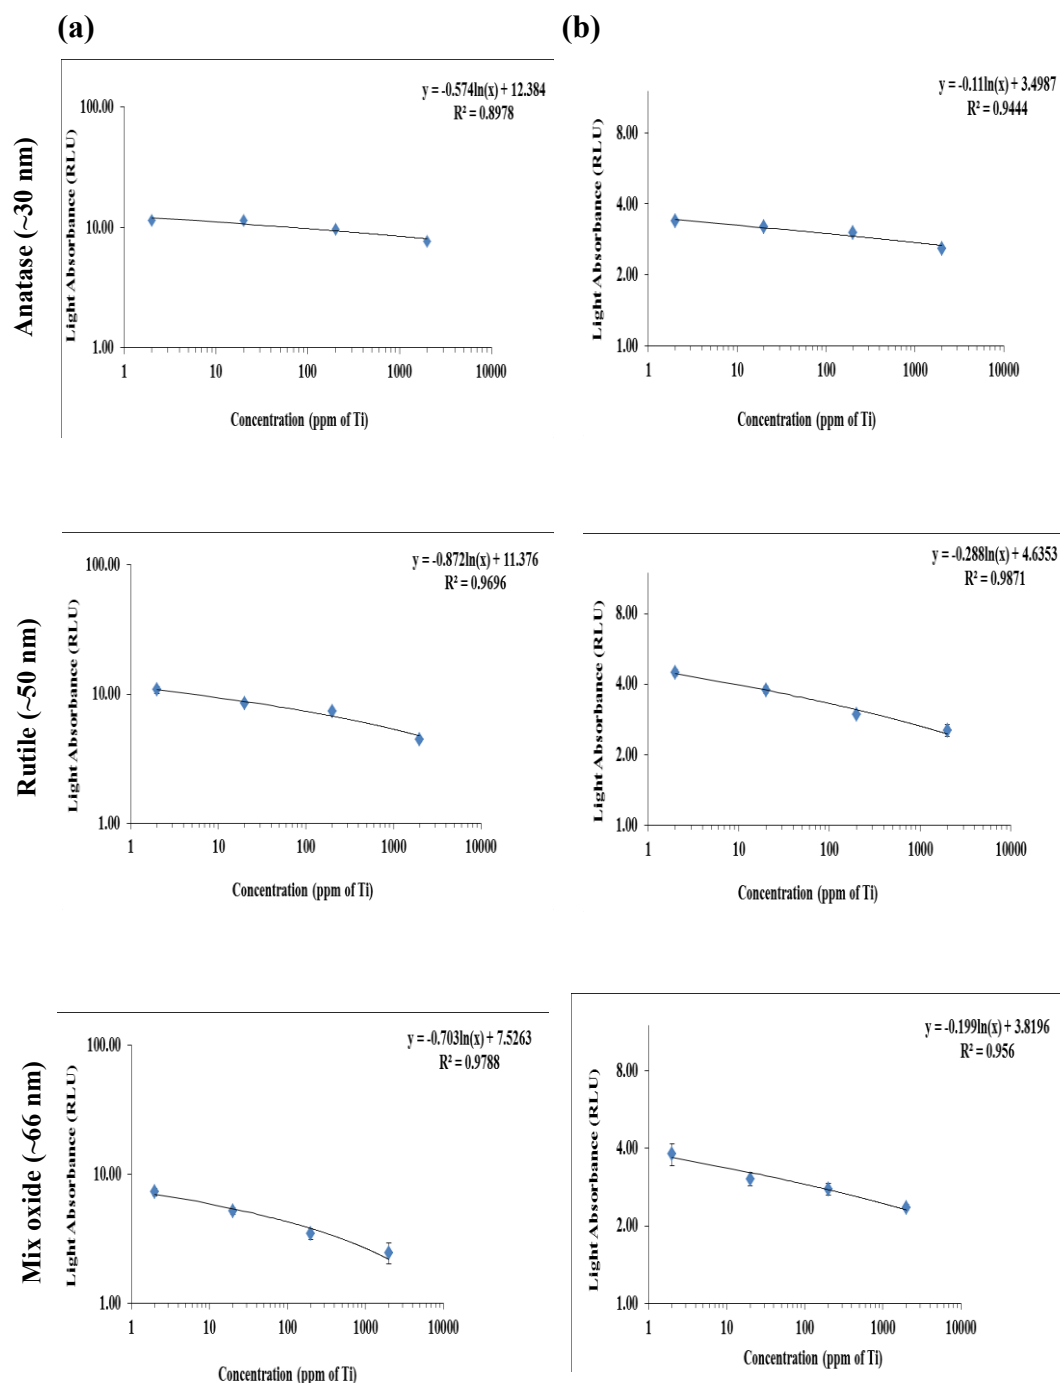 (a)
(b)
Anatase (~30 nm)
Light Absorbance (RLU)
y = -0.574ln(x) + 12.384
R² = 0.8978
100.00
10.00
1.00
1 10 100 1000 10000
Concentration (ppm of Ti)
Light Absorbance (RLU)
y = -0.11ln(x) + 3.4987
R² = 0.9444
8.00
4.00
2.00
1.00
1 10 100 1000 10000
Concentration (ppm of Ti)
Rutile (~50 nm)
Light Absorbance (RLU)
y = -0.872ln(x) + 11.376
R² = 0.9696
100.00
10.00
1.00
1 10 100 1000 10000
Concentration (ppm of Ti)
Light Absorbance (RLU)
y = -0.288ln(x) + 4.6353
R² = 0.9871
8.00
4.00
2.00
1.00
1 10 100 1000 10000
Concentration (ppm of Ti)
Mix oxide (~66 nm)
Light Absorbance (RLU)
y = -0.703ln(x) + 7.5263
R² = 0.9788
100.00
10.00
1.00
1 10 100 1000 10000
Concentration (ppm of Ti)
Light Absorbance (RLU)
y = -0.199ln(x) + 3.8196
R² = 0.956
8.00
4.00
2.00
1.00
1 10 100 1000 10000
Concentration (ppm of Ti)